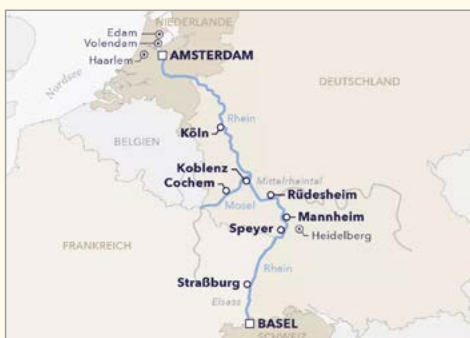 NIEDERLANDE
Edam
Volendam
Haarlem
AMSTERDAM
Nordsee
DEUTSCHLAND
Rhein
Köln
BELGIEN
Koblenz
Cochem
Mittelrheintal
Rüdesheim
Mosel
Mannheim
Speyer
Heidelberg
FRANKREICH
Rhein
Straßburg
Elsass
BASEL
SCHWEIZ